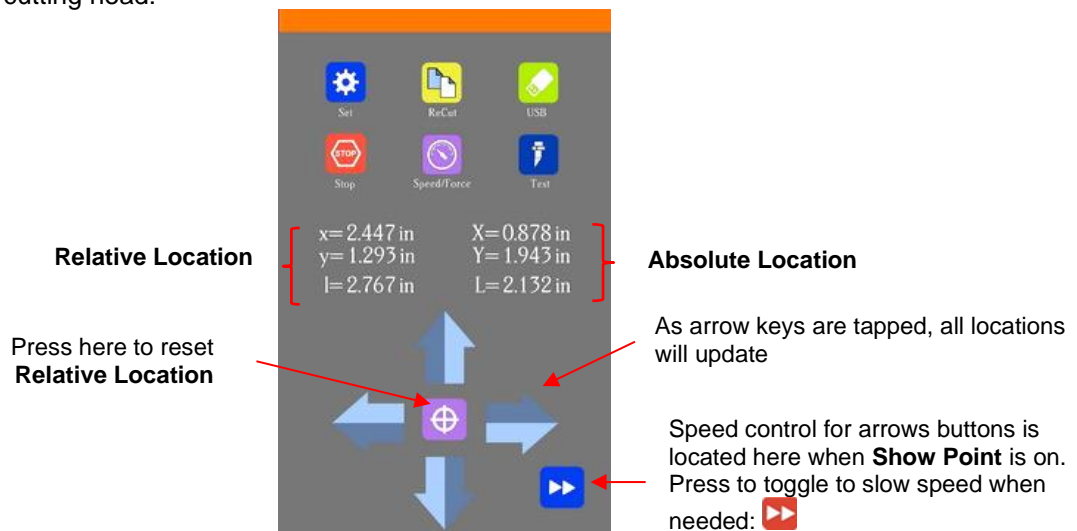 Set ReCut USB
Stop Speed/Force Test
Relative Location
x=2.447 in X=0.878 in
y=1.293 in Y=1.943 in
l=2.767 in L=2.132 in
Absolute Location
Press here to reset
Relative Location
As arrow keys are tapped, all locations
will update
Speed control for arrows buttons is
located here when Show Point is on.
Press to toggle to slow speed when
needed: